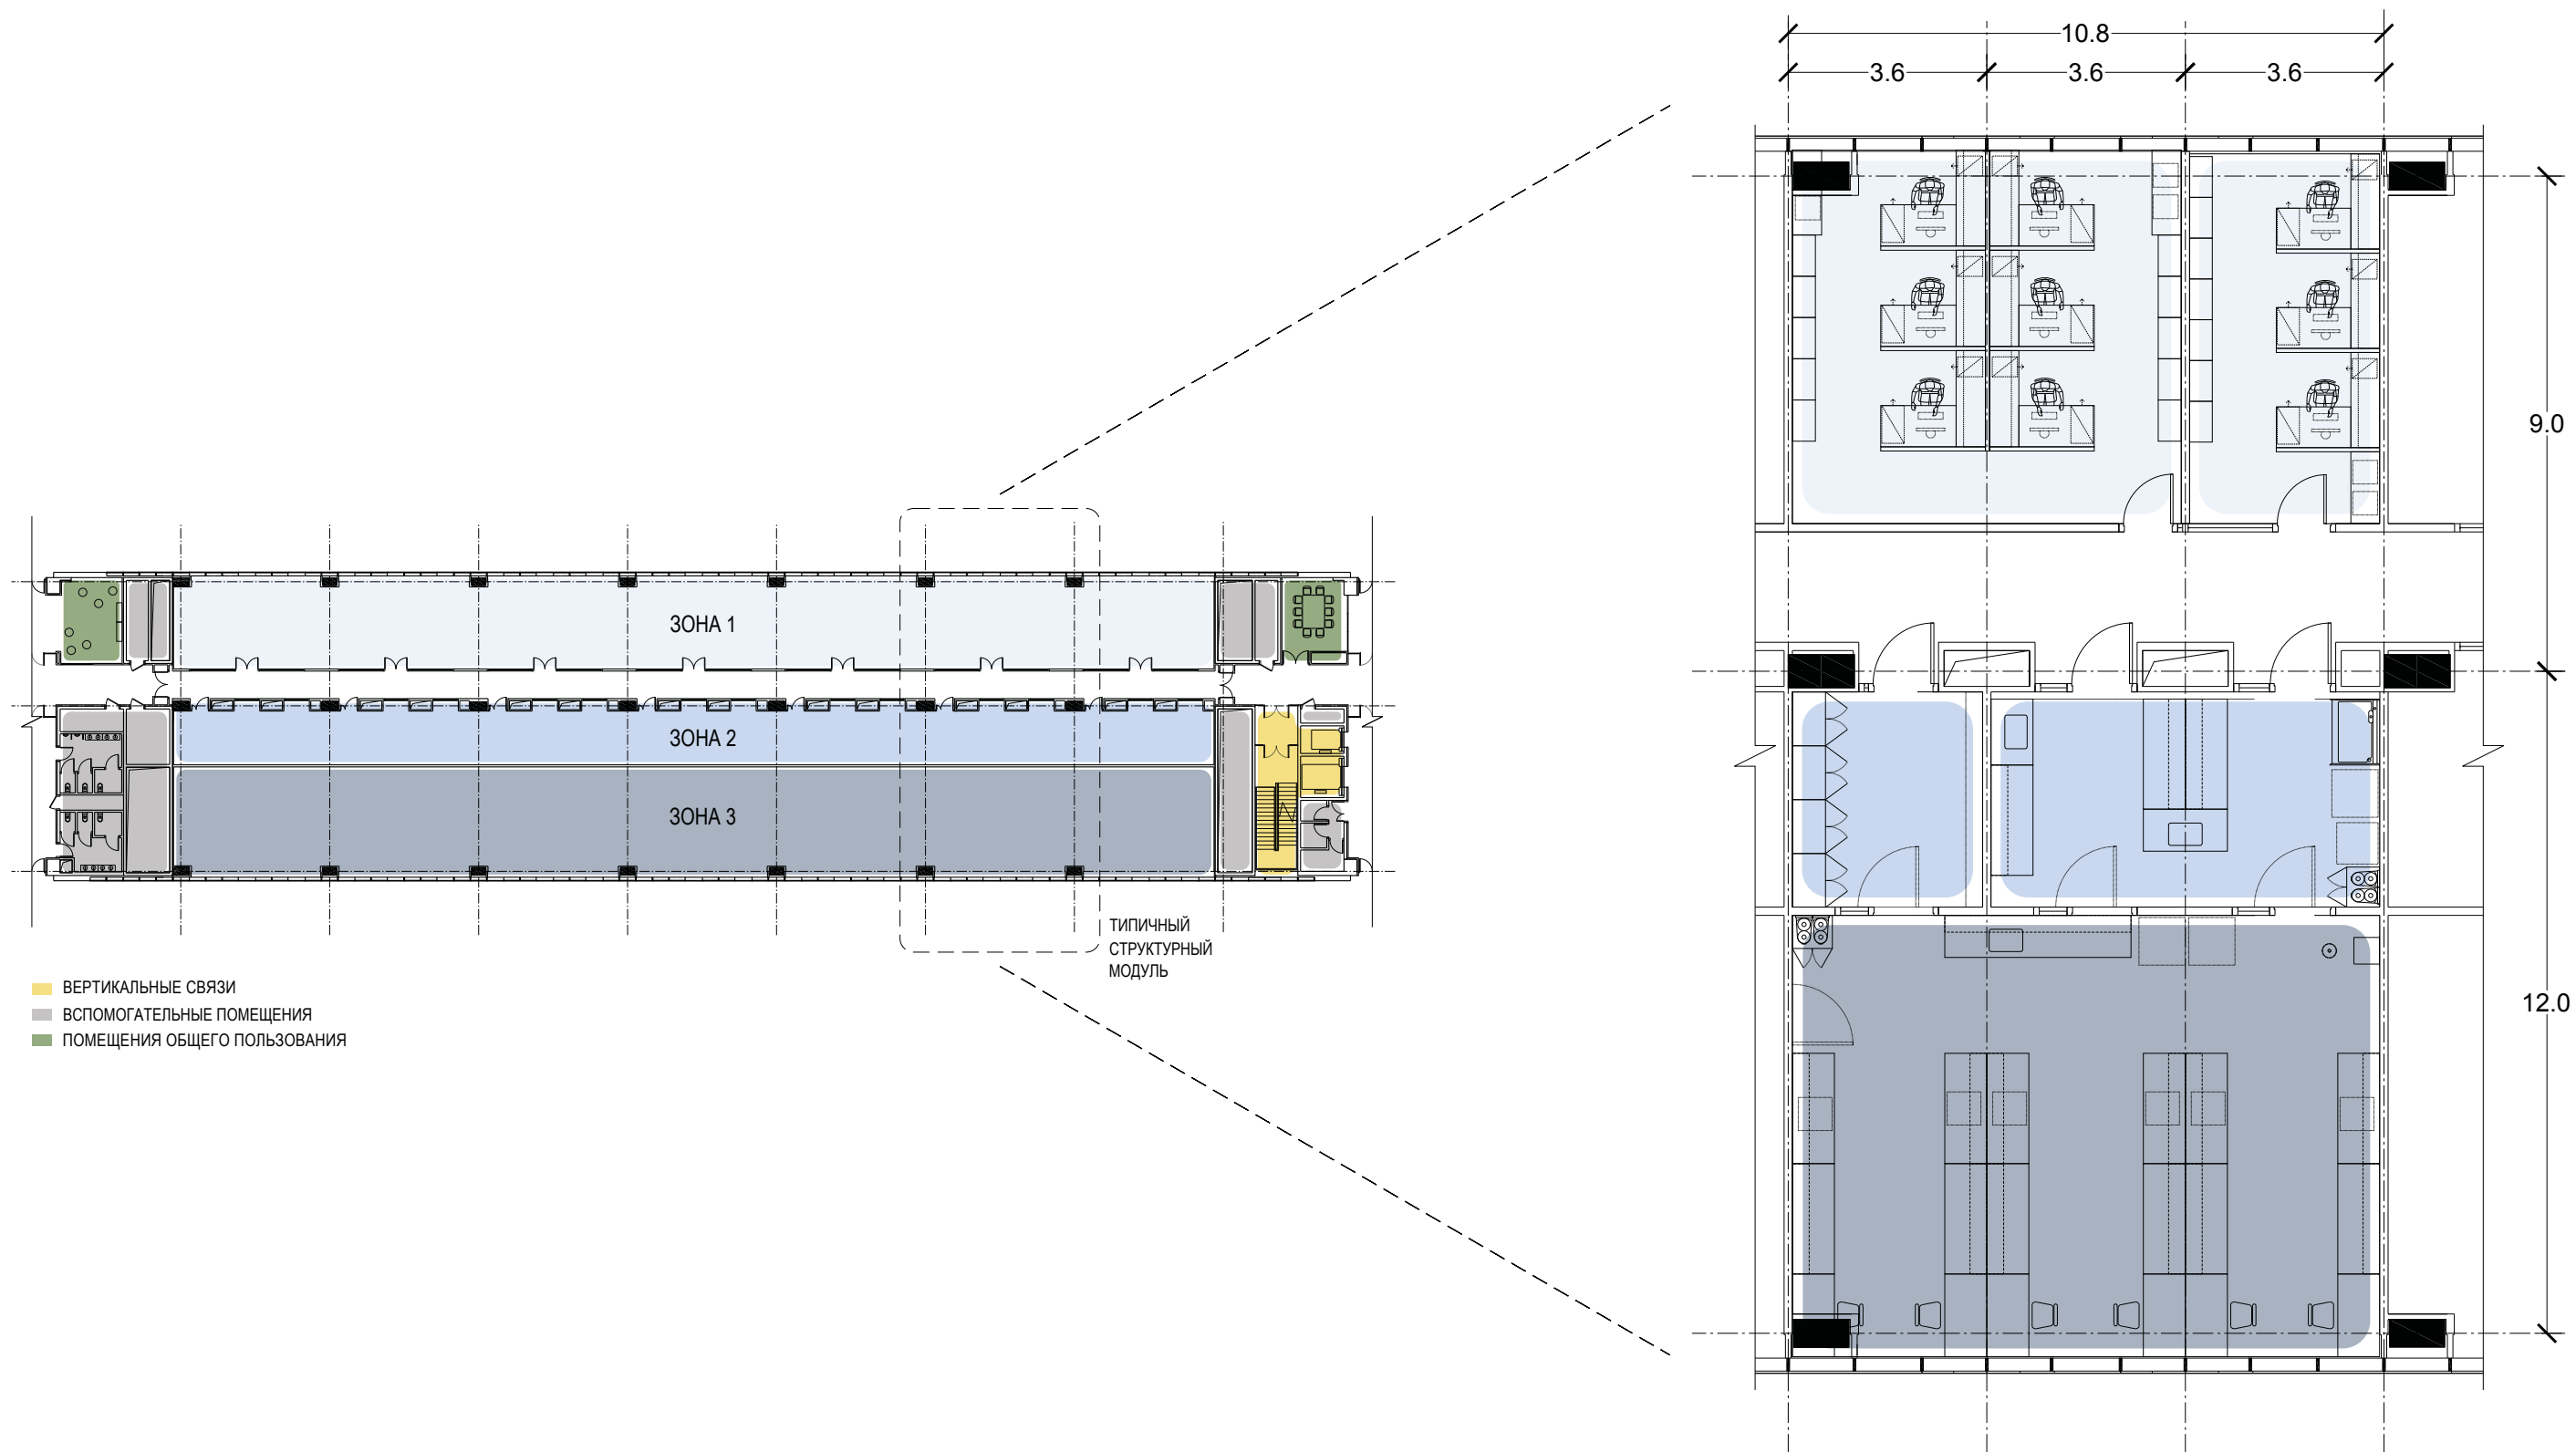 10.8
3.6 3.6 3.6
9.0
12.0
ЗОНА 1
ЗОНА 2
ЗОНА 3
ТИПИЧНЫЙ
СТРУКТУРНЫЙ
МОДУЛЬ
ВЕРТИКАЛЬНЫЕ СВЯЗИ
ВСПОМОГАТЕЛЬНЫЕ ПОМЕЩЕНИЯ
ПОМЕЩЕНИЯ ОБЩЕГО ПОЛЬЗОВАНИЯ